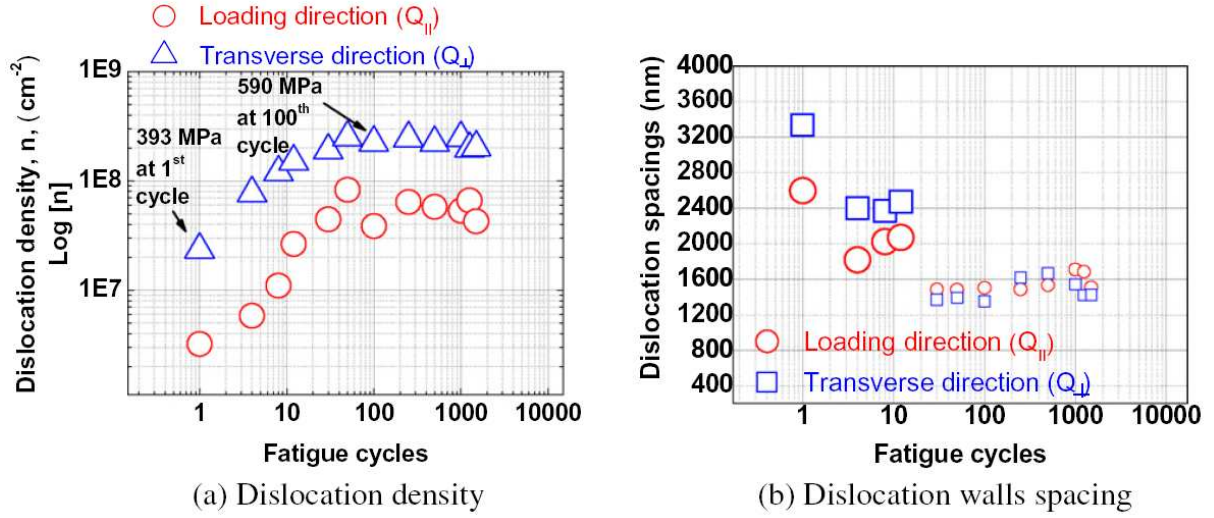 Loading direction (Q||)
Transverse direction (Q⊥)
Dislocation density, n, ( cm-2)
Log [n]
1E9
1E8
1E7
393 MPa
at 1st
cycle
590 MPa
at 100th
cycle
1 10 100 1000 10000
Fatigue cycles
(a) Dislocation density
Dislocation spacings (nm)
4000
3600
3200
2800
2400
2000
1600
1200
800
400
Loading direction (Q||)
Transverse direction (Q⊥)
1 10 100 1000 10000
Fatigue cycles
(b) Dislocation walls spacing